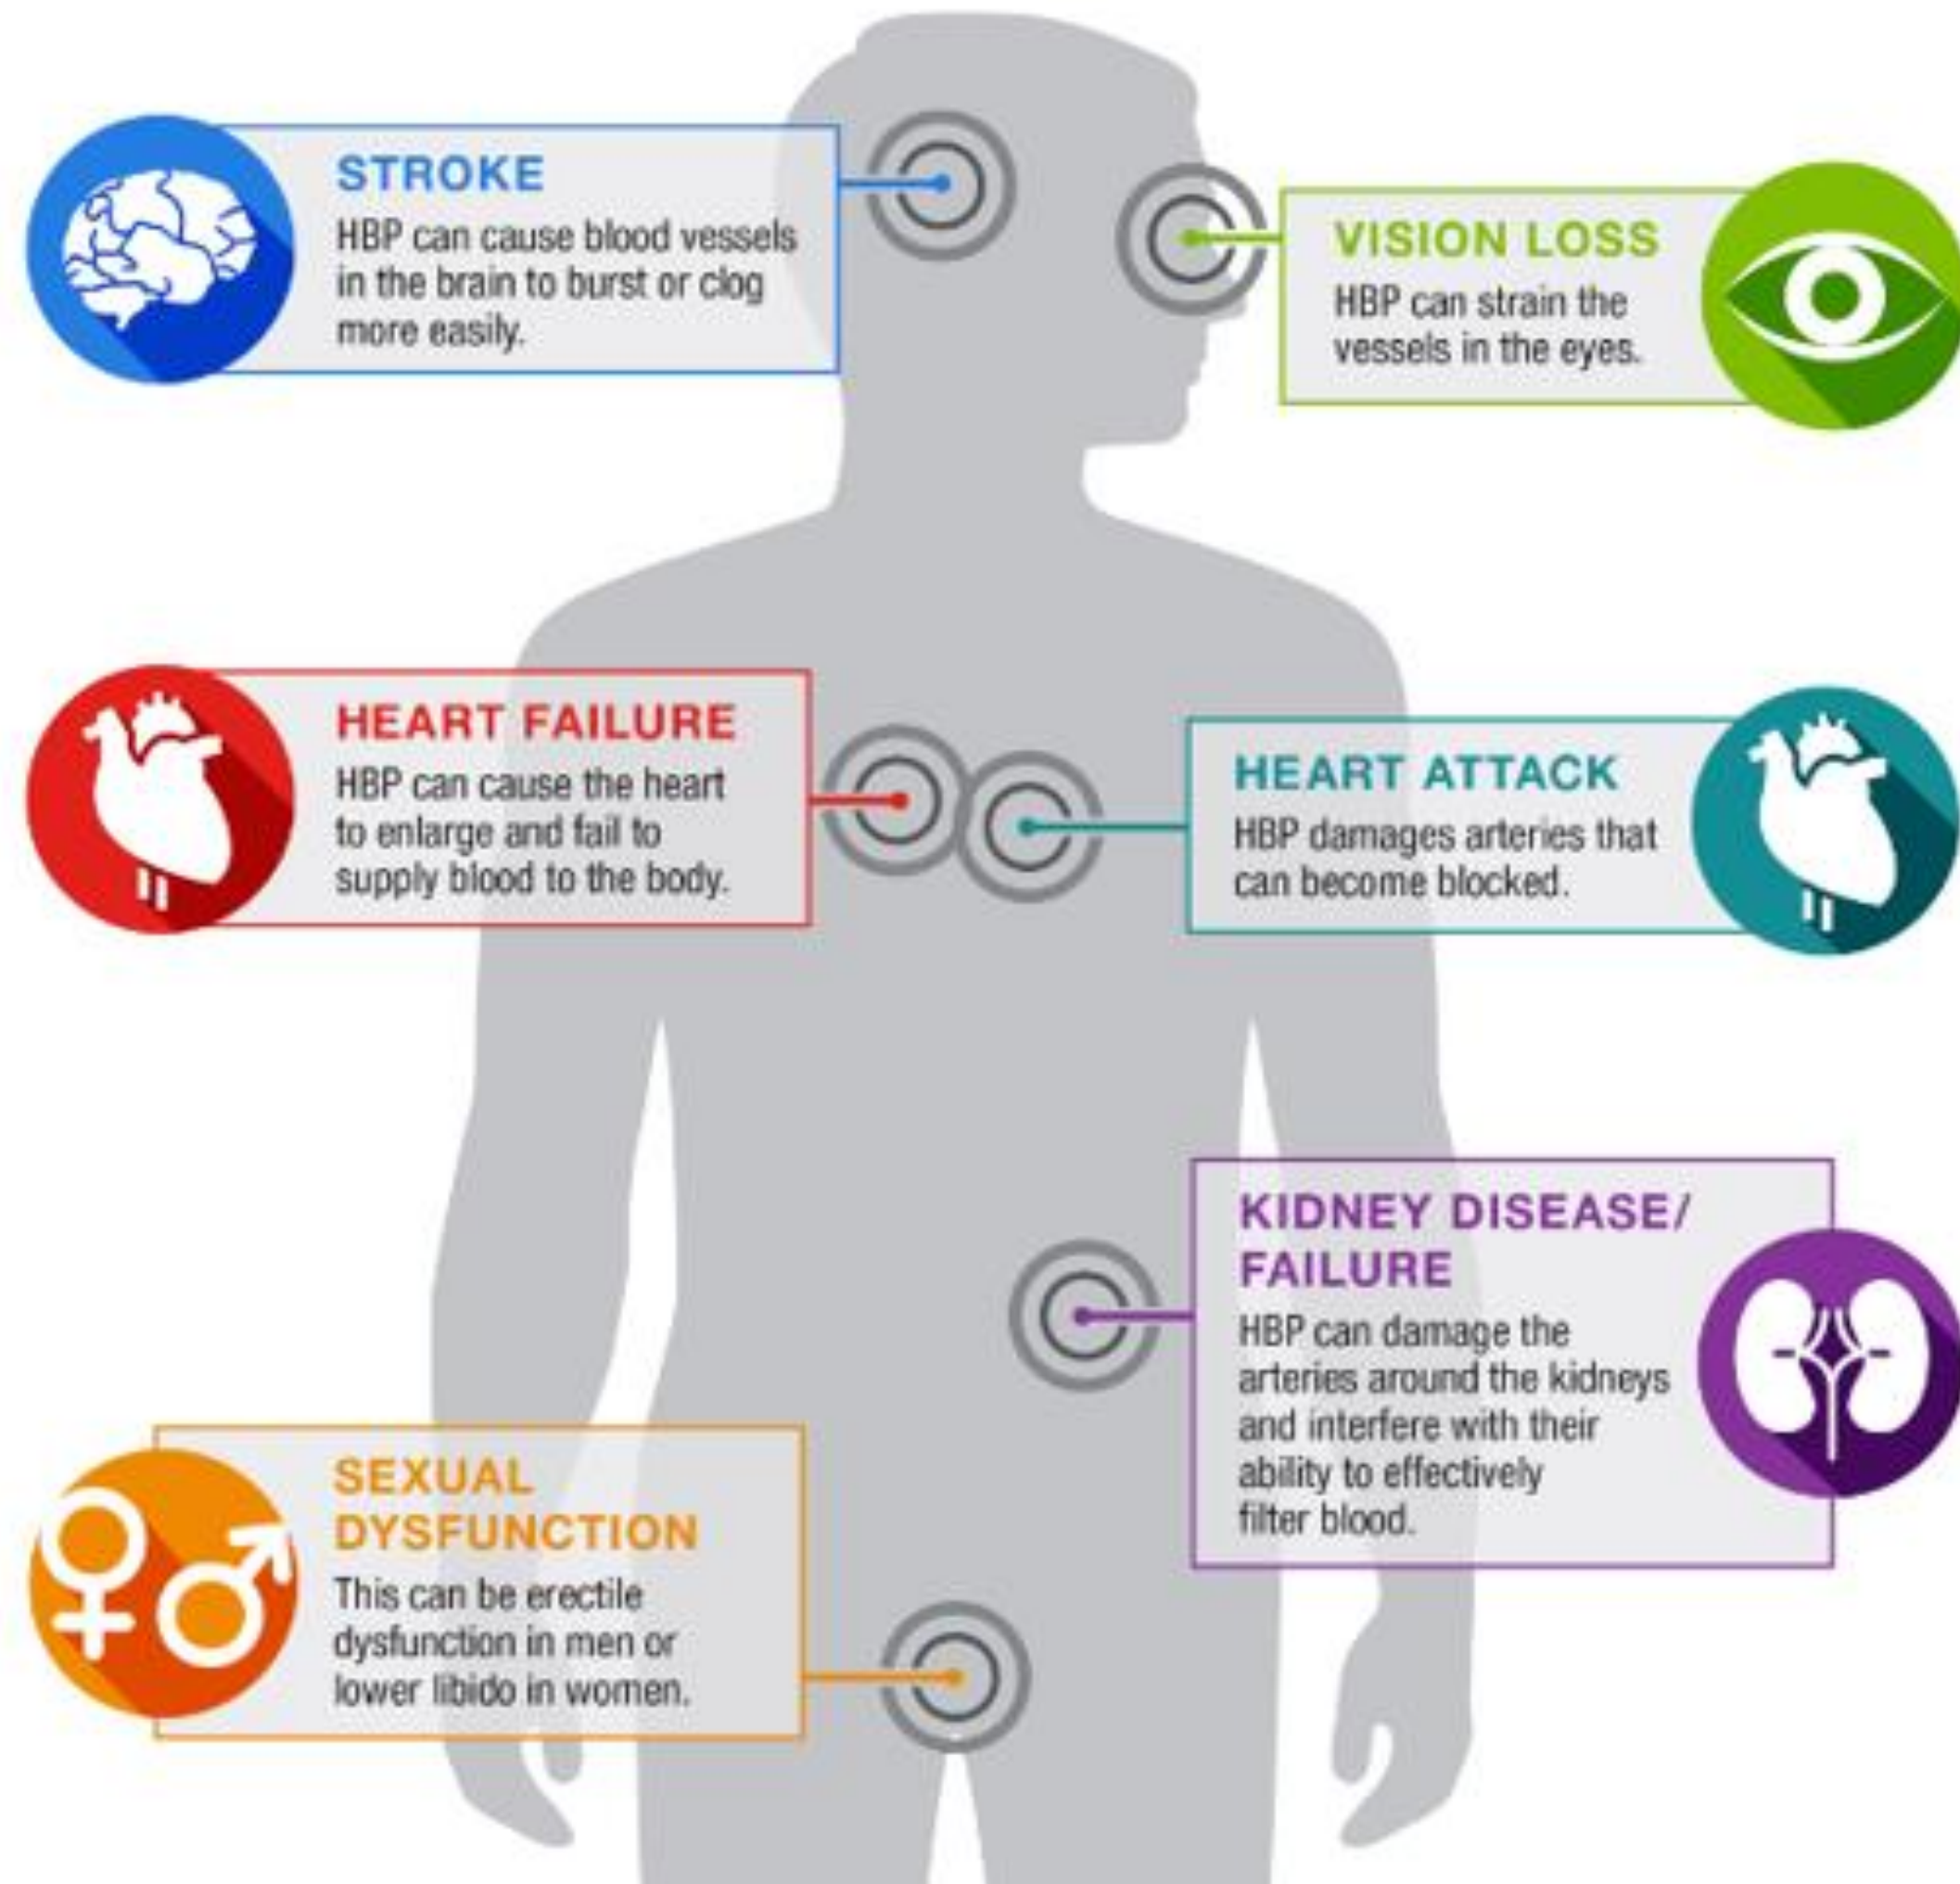 STROKE
HBP can cause blood vessels
in the brain to burst or clog
more easily.
VISION LOSS
HBP can strain the
vessels in the eyes.
HEART FAILURE
HBP can cause the heart
to enlarge and fail to
supply blood to the body.
HEART ATTACK
HBP damages arteries that
can become blocked.
KIDNEY DISEASE/
FAILURE
HBP can damage the
arteries around the kidneys
and interfere with their
ability to effectively
filter blood.
SEXUAL
DYSFUNCTION
This can be erectile
dysfunction in men or
lower libido in women.